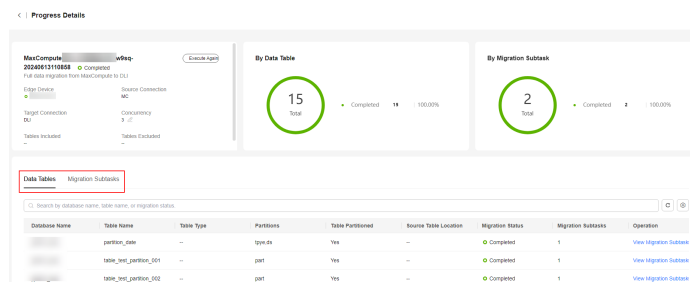 Progress Details
MaxCompute w9sq-
20240613110858 Completed
Execute Again
Full data migration from MaxCompute to DLI
Edge Device
Source Connection
MC
Target Connection
DLI
Concurrency
3
Tables Included
--
Tables Excluded
--
By Data Table
15
Total
Completed 15 100.00%
By Migration Subtask
2
Total
Completed 2 100.00%
Data Tables Migration Subtasks
Search by database name, table name, or migration status.
Database Name Table Name Table Type Partitions Table Partitioned Source Table Location Migration Status Migration Subtasks Operation
partition_date -- tpye,ds Yes -- Completed 1 View Migration Subtask
table_test_partition_001 -- part Yes -- Completed 1 View Migration Subtask
table_test_partition_002 -- part Yes -- Completed 1 View Migration Subtask